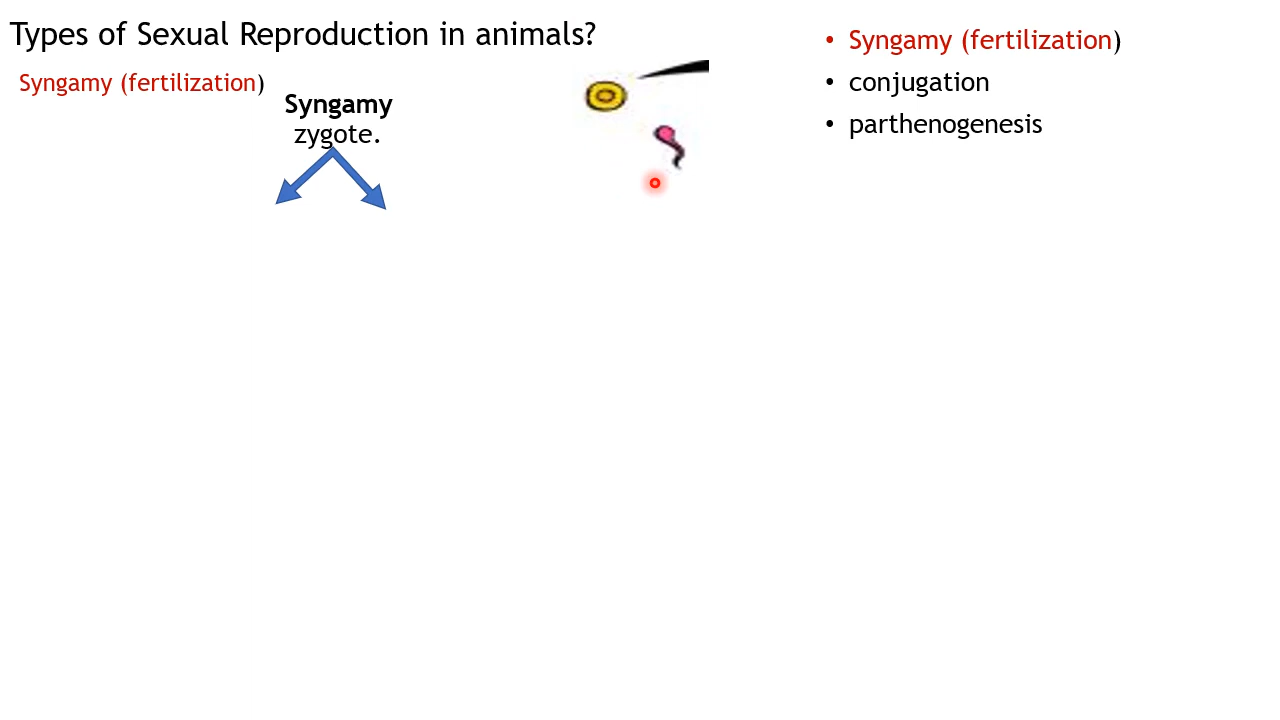 Types of Sexual Reproduction in animals?
Syngamy (fertilization)
Syngamy
zygote.
• Syngamy (fertilization)
• conjugation
• parthenogenesis